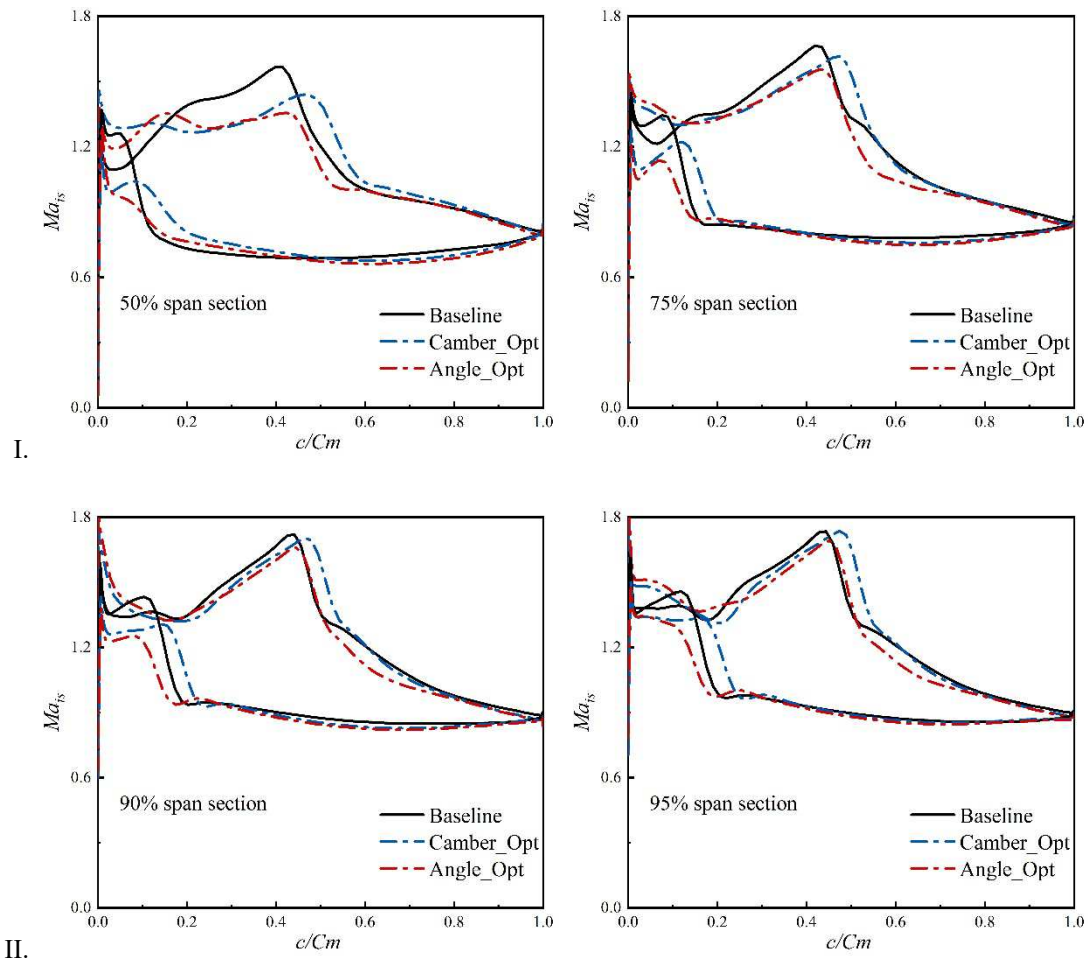 1.8
1.2
0.6
0.0
Ma_is
50% span section
Baseline
Camber_Opt
Angle_Opt
0.0 0.2 0.4 0.6 0.8 1.0
c/Cm
1.8
1.2
0.6
0.0
Ma_is
75% span section
Baseline
Camber_Opt
Angle_Opt
0.0 0.2 0.4 0.6 0.8 1.0
c/Cm
I.
1.8
1.2
0.6
0.0
Ma_is
90% span section
Baseline
Camber_Opt
Angle_Opt
0.0 0.2 0.4 0.6 0.8 1.0
c/Cm
1.8
1.2
0.6
0.0
Ma_is
95% span section
Baseline
Camber_Opt
Angle_Opt
0.0 0.2 0.4 0.6 0.8 1.0
c/Cm
II.